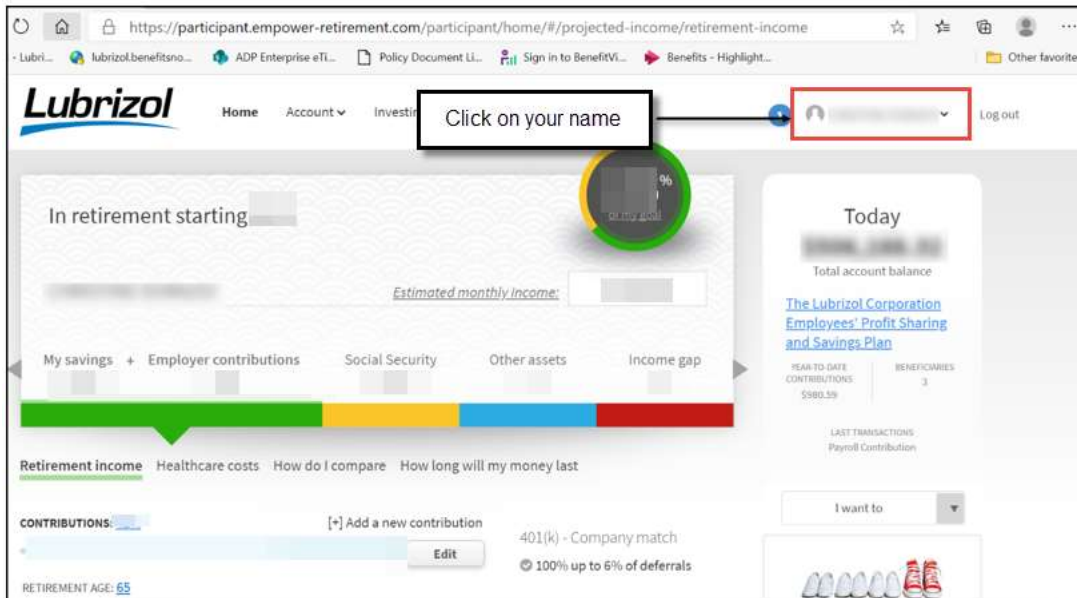 https://participant.empower-retirement.com/participant/home/#/projected-income/retirement-income
- Lubri... lubrizol.benefitsno... ADP Enterprise eTi... Policy Document Li... Sign in to BenefitVi... Benefits - Highlight... Other favorite
Lubrizol Home Account Investin Log out
Click on your name
In retirement starting
%
of my goal
Estimated monthly income:
My savings + Employer contributions Social Security Other assets Income gap
Today
Total account balance
The Lubrizol Corporation
Employees' Profit Sharing
and Savings Plan
YEAR-TO-DATE
CONTRIBUTIONS
$980.59
BENEFICIARIES
3
LAST TRANSACTIONS
Payroll Contribution
Retirement income Healthcare costs How do I compare How long will my money last
I want to
CONTRIBUTIONS: [+] Add a new contribution
Edit
401(k) - Company match
100% up to 6% of deferrals
RETIREMENT AGE: 65